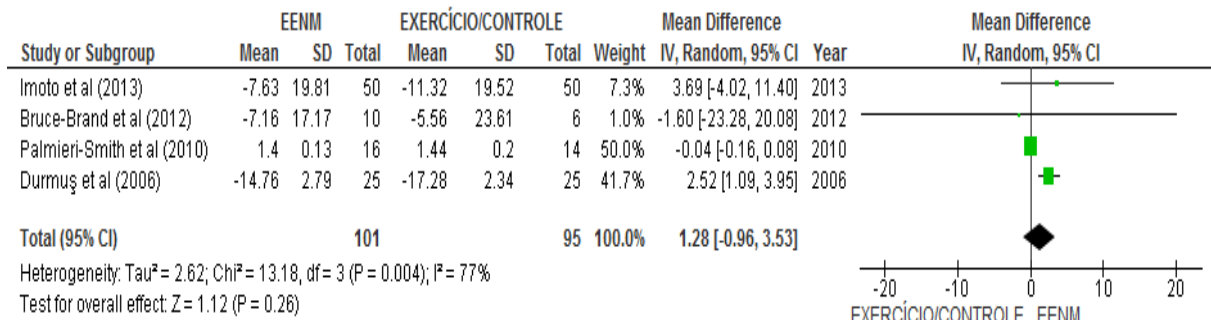 EENM EXERCÍCIO/CONTROLE Mean Difference Mean Difference
Study or Subgroup Mean SD Total Mean SD Total Weight IV, Random, 95% CI Year IV, Random, 95% CI
Imoto et al (2013) -7.63 19.81 50 -11.32 19.52 50 7.3% 3.69 [-4.02, 11.40] 2013
Bruce-Brand et al (2012) -7.16 17.17 10 -5.56 23.61 6 1.0% -1.60 [-23.28, 20.08] 2012
Palmieri-Smith et al (2010) 1.4 0.13 16 1.44 0.2 14 50.0% -0.04 [-0.16, 0.08] 2010
Durmuş et al (2006) -14.76 2.79 25 -17.28 2.34 25 41.7% 2.52 [1.09, 3.95] 2006
Total (95% CI) 101 95 100.0% 1.28 [-0.96, 3.53]
Heterogeneity: Tau² = 2.62; Chi² = 13.18, df = 3 (P = 0.004); I² = 77%
Test for overall effect: Z = 1.12 (P = 0.26)
-20 -10 0 10 20
EXERCÍCIO/CONTROLE EENM